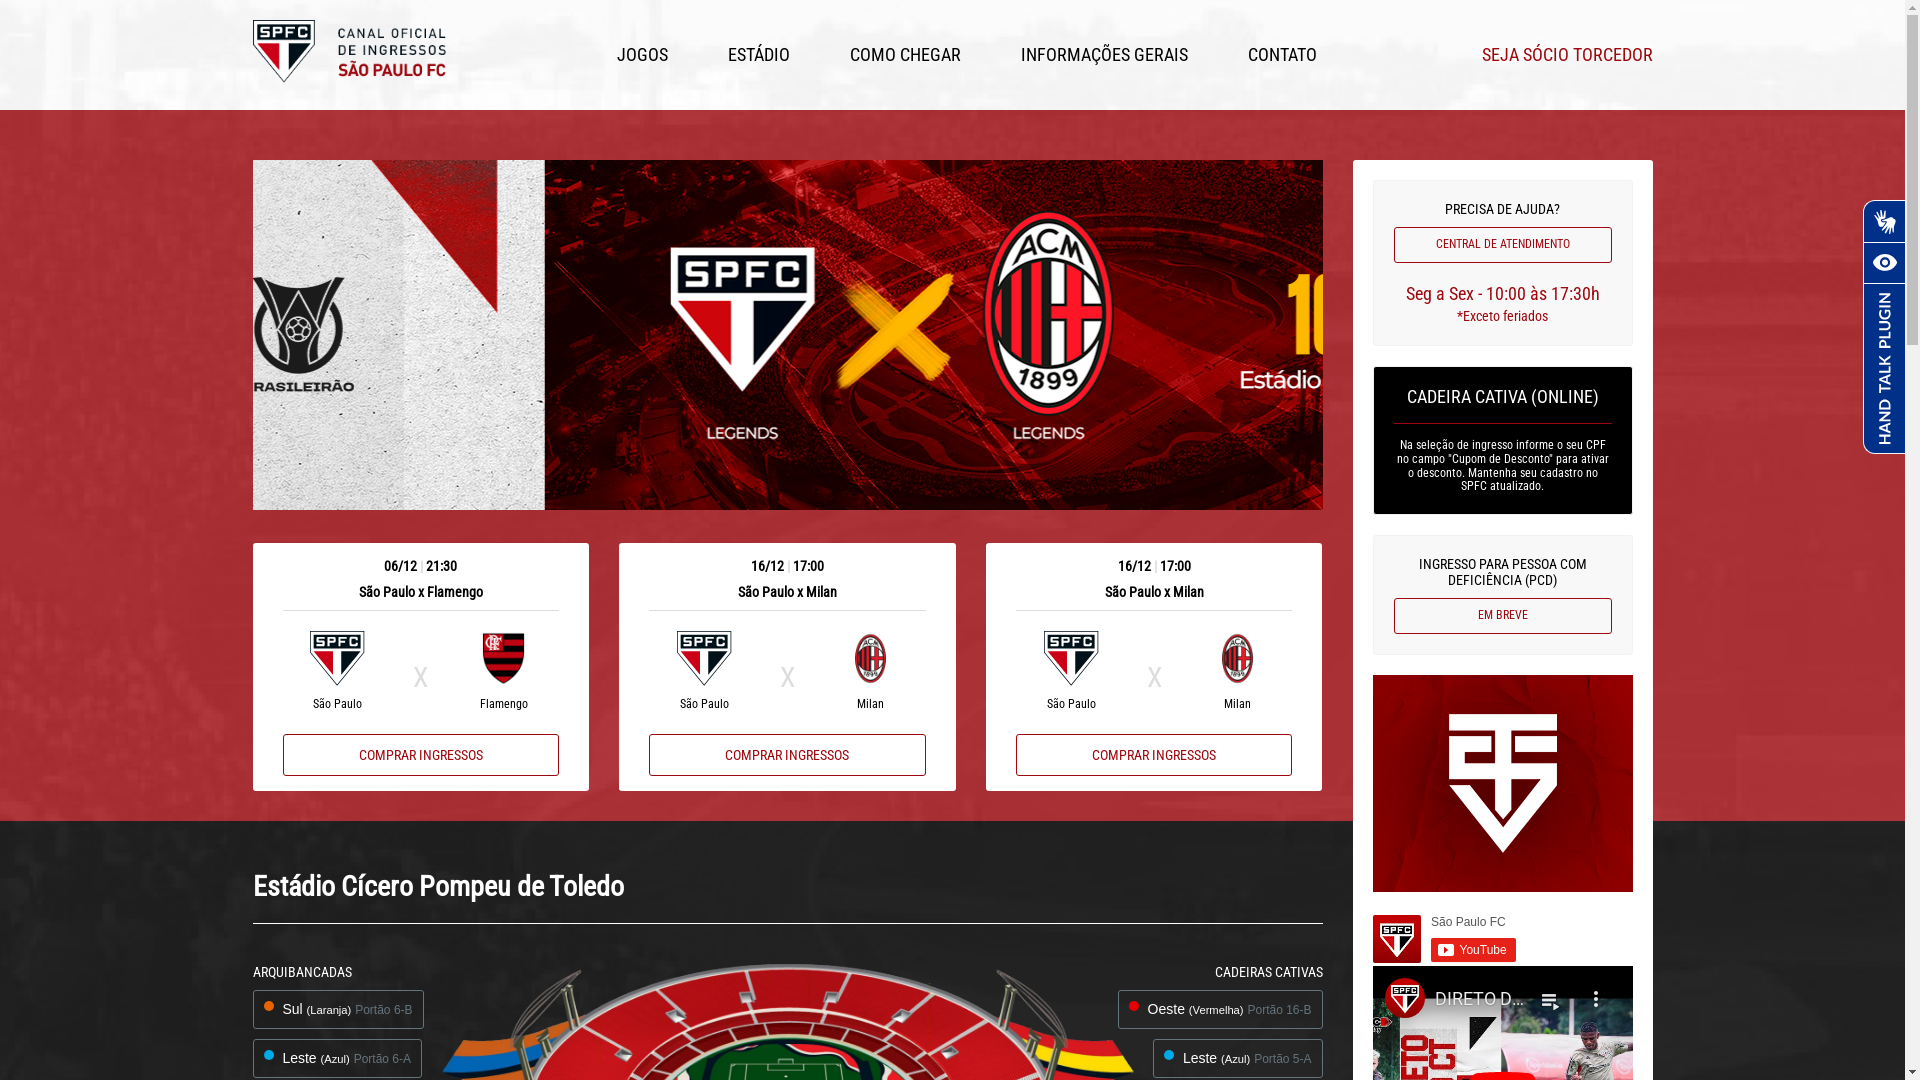 SPFC
CANAL OFICIAL
DE INGRESSOS
SÃO PAULO FC
JOGOS
ESTÁDIO
COMO CHEGAR
INFORMAÇÕES GERAIS
CONTATO
SEJA SÓCIO TORCEDOR
RASILEIRÃO
SPFC
LEGENDS
ACM
1899
LEGENDS
Estádio
PRECISA DE AJUDA?
CENTRAL DE ATENDIMENTO
Seg a Sex - 10:00 às 17:30h
*Exceto feriados
CADEIRA CATIVA (ONLINE)
Na seleção de ingresso informe o seu CPF
no campo "Cupom de Desconto" para ativar
o desconto. Mantenha seu cadastro no
SPFC atualizado.
INGRESSO PARA PESSOA COM
DEFICIÊNCIA (PCD)
EM BREVE
HAND TALK PLUGIN
06/12 | 21:30
São Paulo x Flamengo
SPFC
X
São Paulo
Flamengo
COMPRAR INGRESSOS
16/12 | 17:00
São Paulo x Milan
SPFC
X
São Paulo
Milan
COMPRAR INGRESSOS
16/12 | 17:00
São Paulo x Milan
SPFC
X
São Paulo
Milan
COMPRAR INGRESSOS
Estádio Cícero Pompeu de Toledo
ARQUIBANCADAS
Sul (Laranja) Portão 6-B
Leste (Azul) Portão 6-A
CADEIRAS CATIVAS
Oeste (Vermelha) Portão 16-B
Leste (Azul) Portão 5-A
SPFC
São Paulo FC
YouTube
SPFC
DIRETO D...